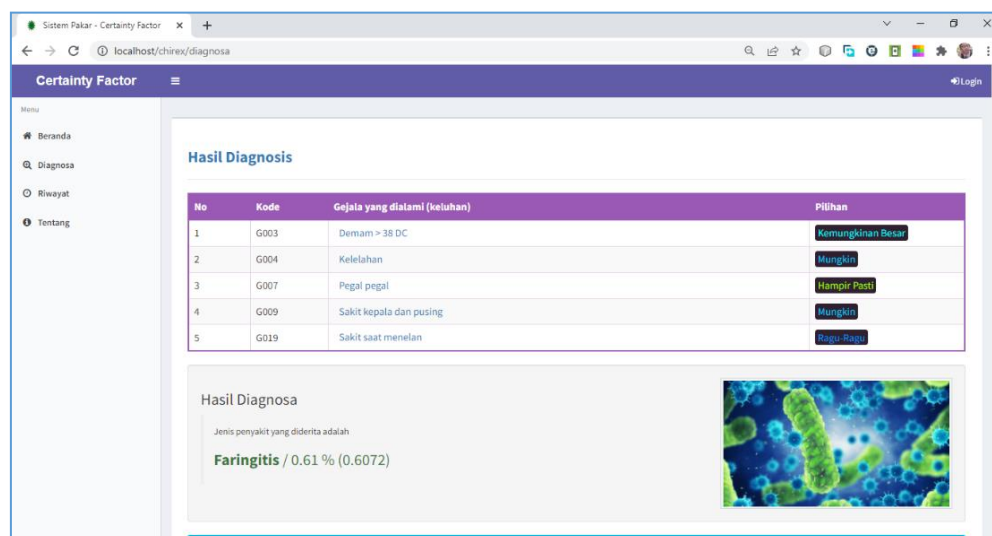 Sistem Pakar - Certainty Factor
localhost/chirex/diagnosa
Certainty Factor
Login
Menu
Beranda
Diagnosa
Riwayat
Tentang
Hasil Diagnosis
No Kode Gejala yang dialami (keluhan) Pilihan
1 G003 Demam > 38 DC Kemungkinan Besar
2 G004 Kelelahan Mungkin
3 G007 Pegal pegal Hampir Pasti
4 G009 Sakit kepala dan pusing Mungkin
5 G019 Sakit saat menelan Ragu-Ragu
Hasil Diagnosa
Jenis penyakit yang diderita adalah
Faringitis / 0.61 % (0.6072)